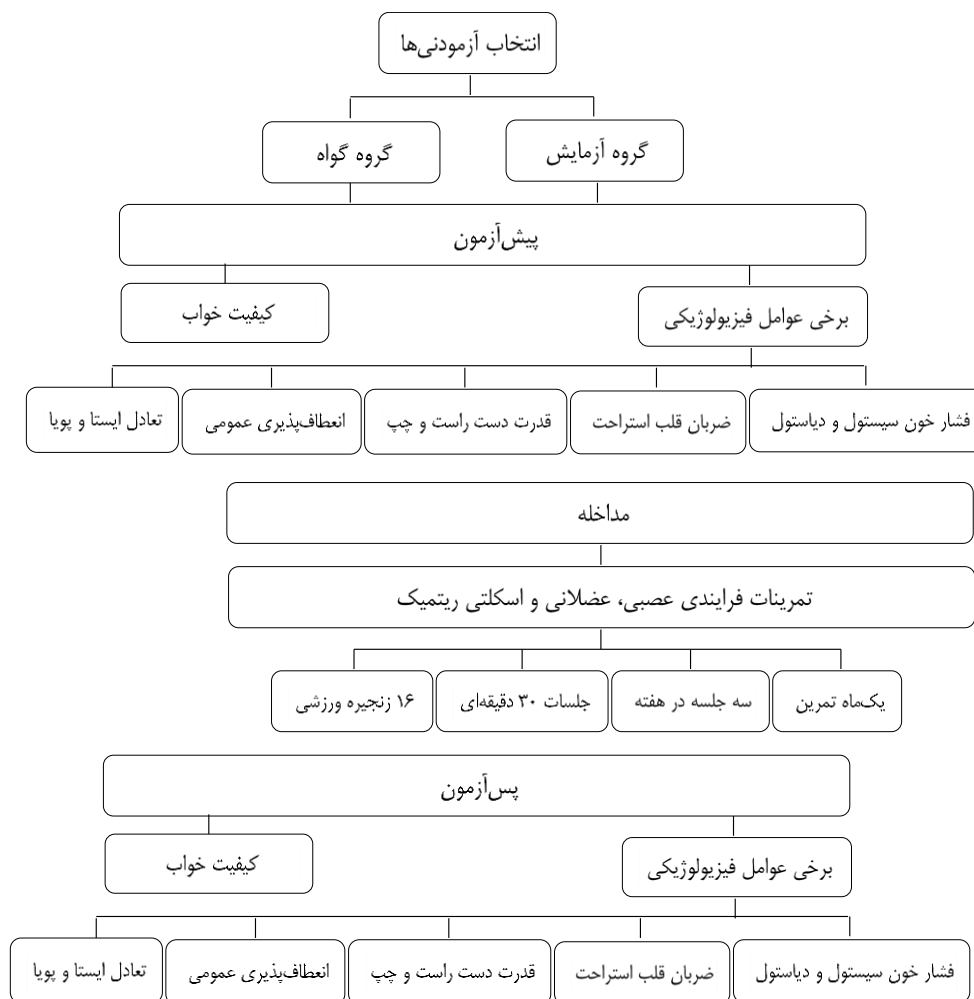 انتخاب آزمودنی‌ها
گروه آزمایش
گروه گواه
پیش‌آزمون
برخی عوامل فیزیولوژیکی
کیفیت خواب
فشار خون سیستول و دیاستول
ضربان قلب استراحت
قدرت دست راست و چپ
انعطاف‌پذیری عمومی
تعادل ایستا و پویا
مداخله
تمرینات فرایندی عصبی، عضلانی و اسکلتی ریتمیک
یک‌ماه تمرین
سه جلسه در هفته
جلسات ۳۰ دقیقه‌ای
۱۶ زنجیره ورزشی
پس‌آزمون
برخی عوامل فیزیولوژیکی
کیفیت خواب
فشار خون سیستول و دیاستول
ضربان قلب استراحت
قدرت دست راست و چپ
انعطاف‌پذیری عمومی
تعادل ایستا و پویا